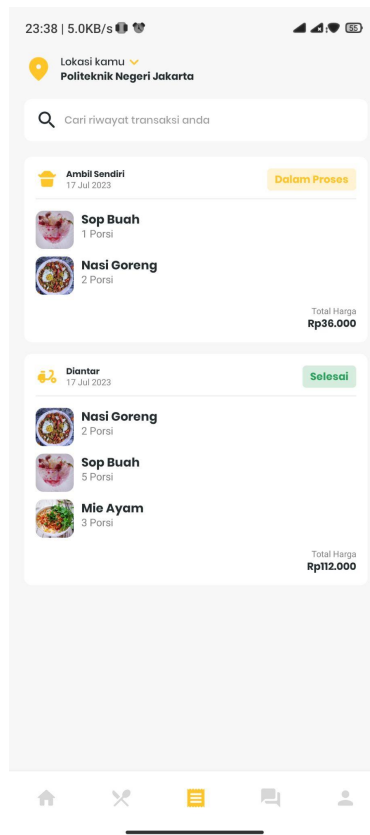 23:38 | 5.0KB/s
55
Lokasi kamu
Politeknik Negeri Jakarta
Cari riwayat transaksi anda
Ambil Sendiri
17 Jul 2023
Dalam Proses
Sop Buah
1 Porsi
Nasi Goreng
2 Porsi
Total Harga
Rp36.000
Diantar
17 Jul 2023
Selesai
Nasi Goreng
2 Porsi
Sop Buah
5 Porsi
Mie Ayam
3 Porsi
Total Harga
Rp112.000